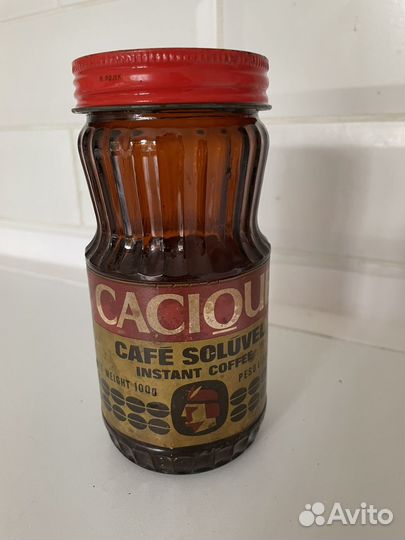 CACIQU
CAFÉ SOLUVEL
INSTANT COFFEE
WEIGHT 100g PESO
Avito